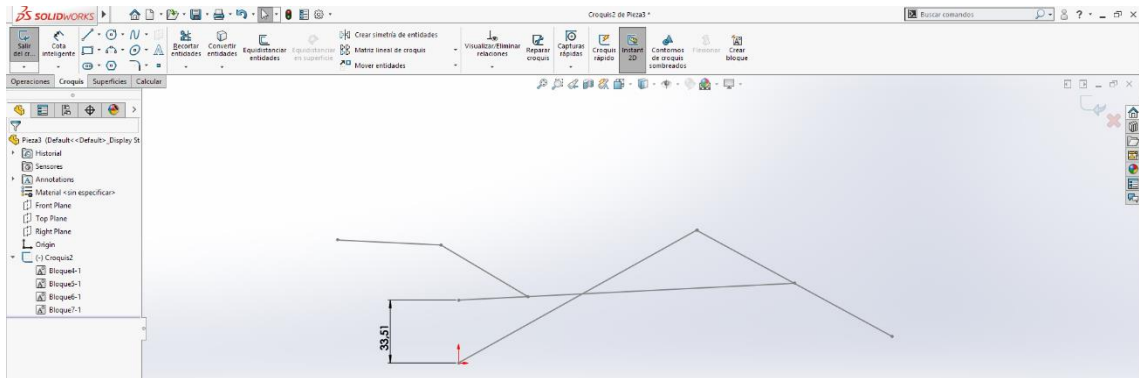 SOLIDWORKS
Croquis2 de Pieza3 *
Buscar comandos
Salir del cr...
Cota inteligente
Recortar entidades
Convertir entidades
Equidistanciar entidades
Equidistanciar en superficie
Crear simetría de entidades
Matriz lineal de croquis
Mover entidades
Visualizar/Eliminar relaciones
Reparar croquis
Capturas rápidas
Croquis rápido
Instant 2D
Contornos de croquis sombreados
Crear bloque
Operaciones
Croquis
Superficies
Calcular
Pieza3 (Default<<Default>_Display St
Historial
Sensores
Annotations
Material <sin especificar>
Front Plane
Top Plane
Right Plane
Origin
(-) Croquis2
Bloque4-1
Bloque5-1
Bloque6-1
Bloque7-1
33,51